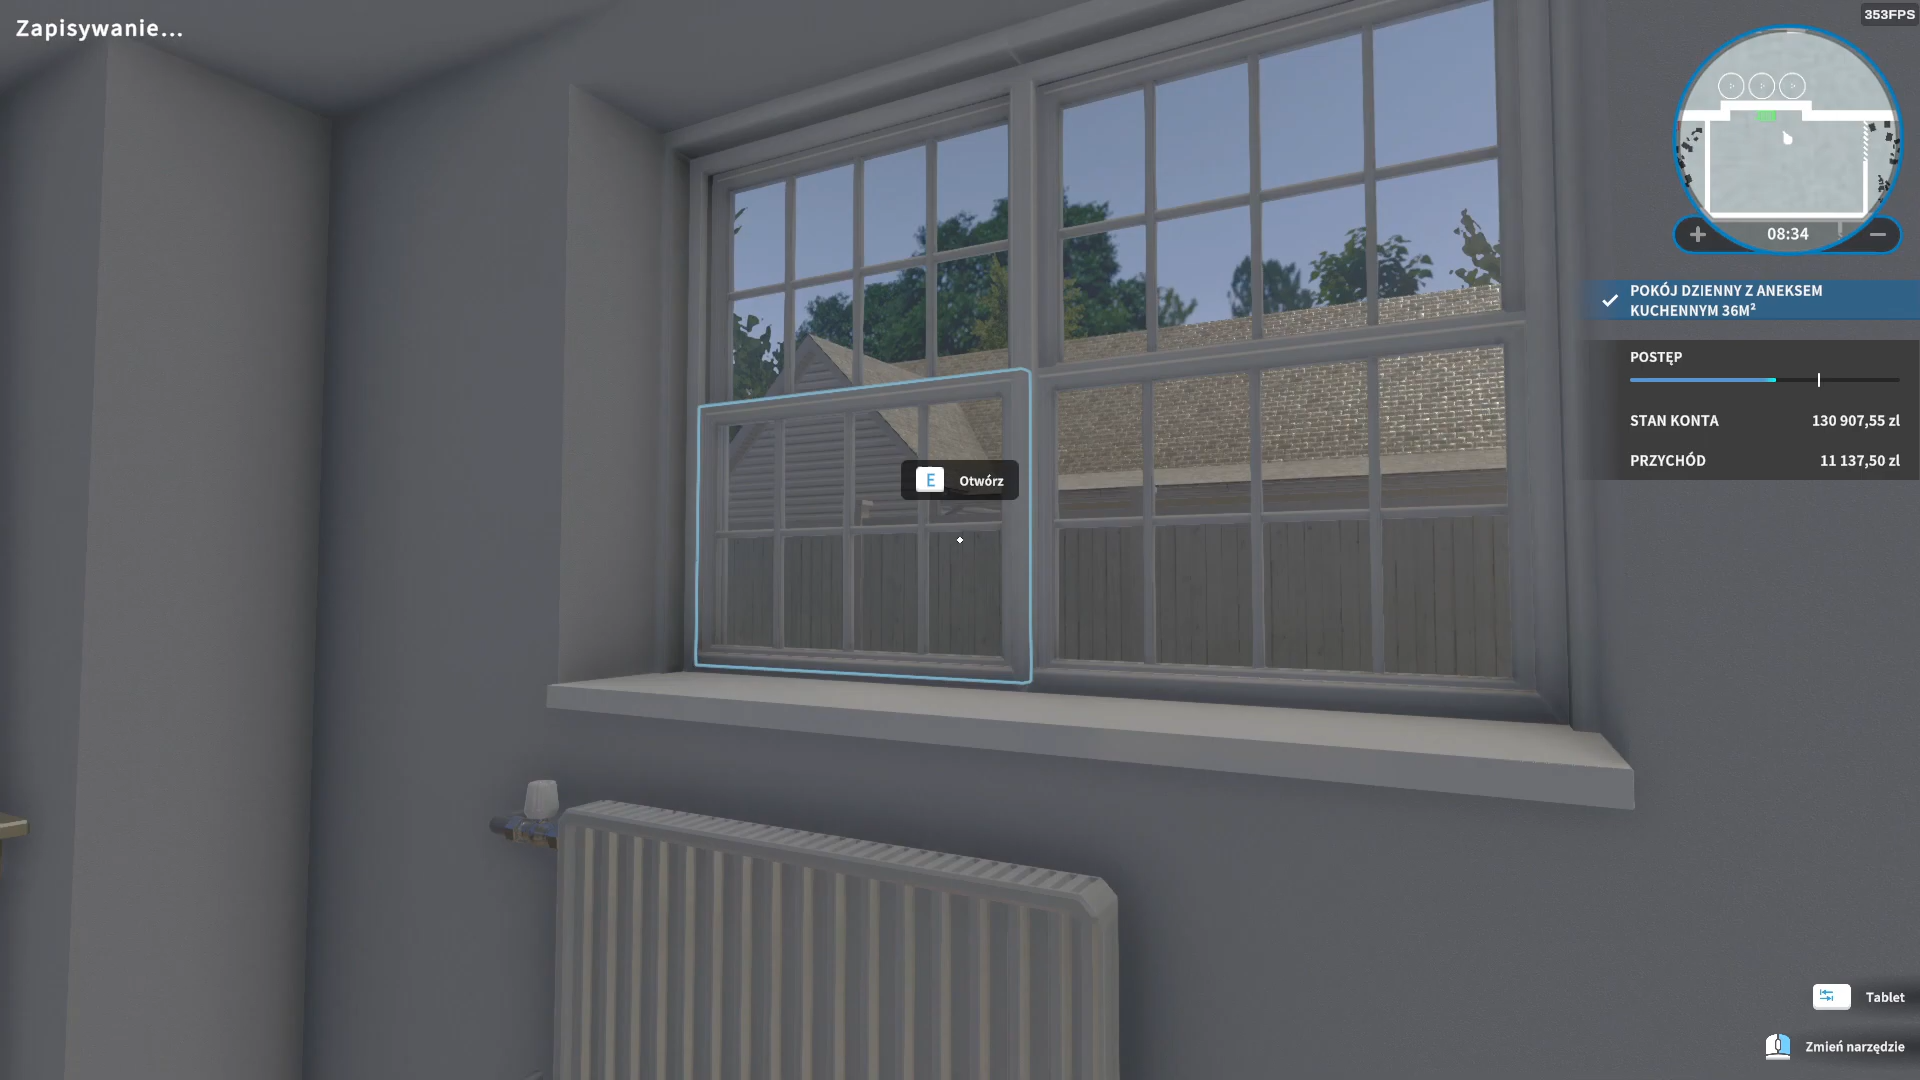 Zapisywanie...
353FPS
08:34
POKÓJ DZIENNY Z ANEKSEM
KUCHENNYM 36M²
POSTĘP
STAN KONTA 130 907,55 zl
PRZYCHÓD 11 137,50 zl
E Otwórz
Tablet
Zmień narzędzie